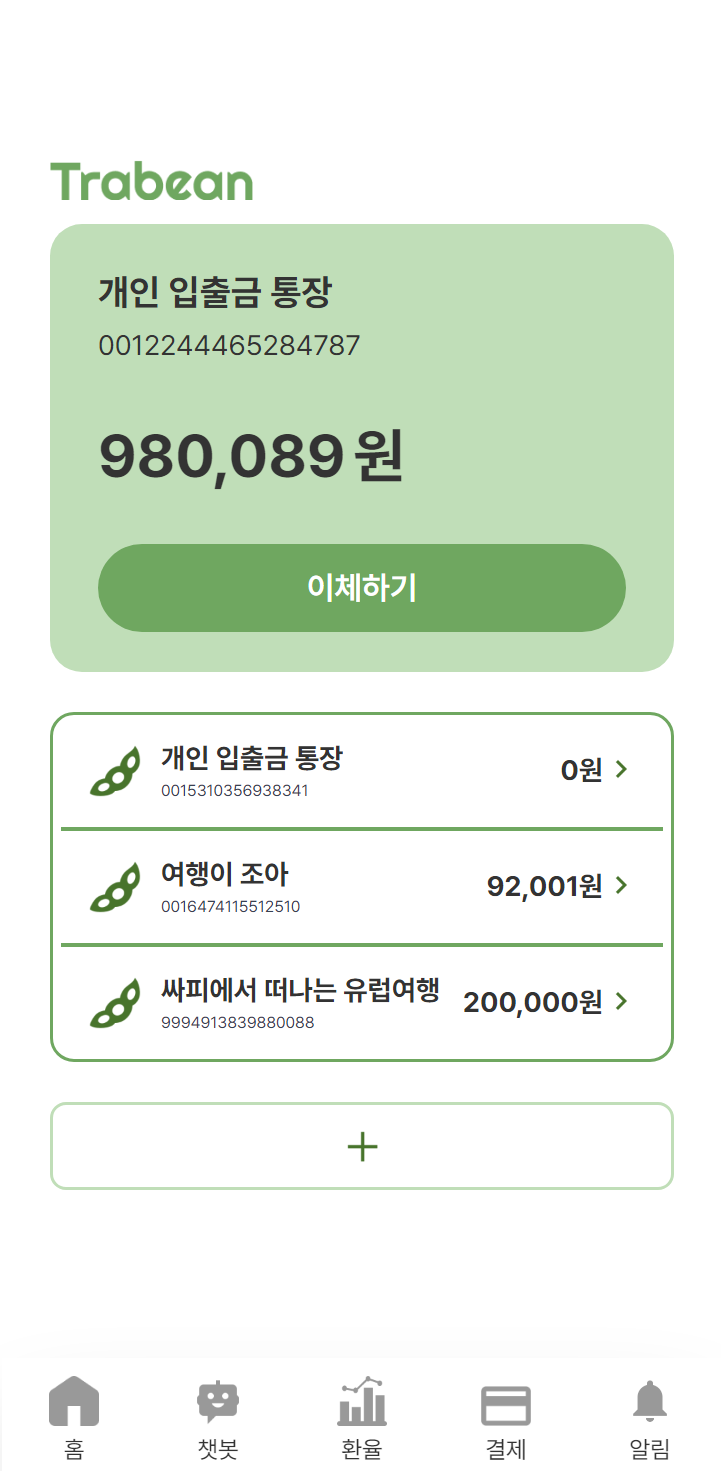 Trabean
개인 입출금 통장
0012244465284787
980,089 원
이체하기
개인 입출금 통장
0015310356938341
0원
여행이 조아
0016474115512510
92,001원
싸피에서 떠나는 유럽여행
9994913839880088
200,000원
홈
챗봇
환율
결제
알림